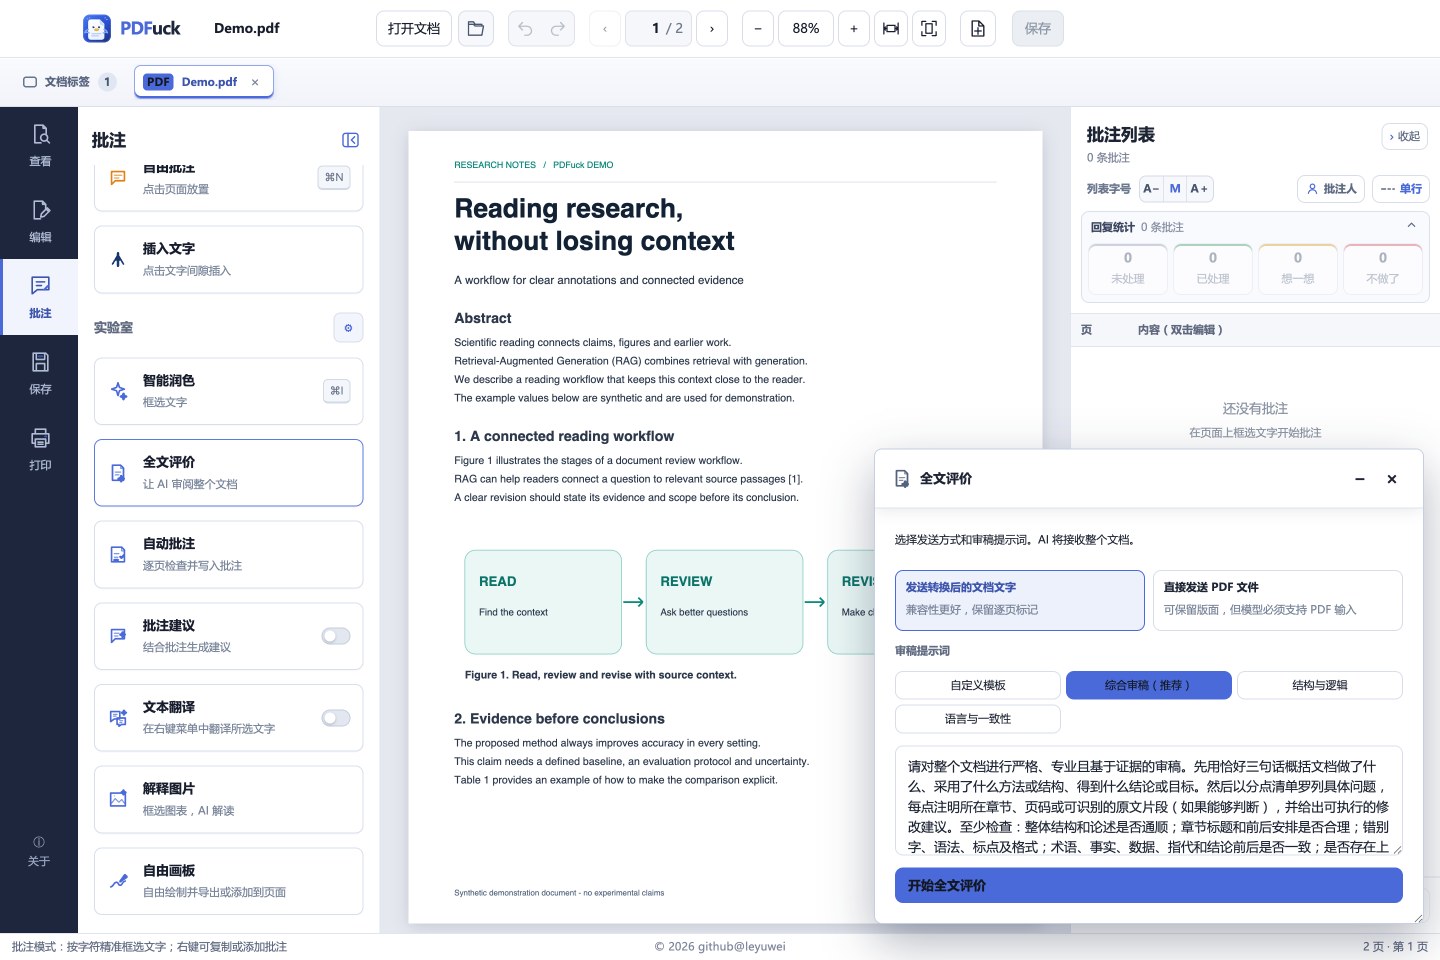 PDFuck
Demo.pdf
打开文档
‹
1 / 2
›
−
88%
+
保存
文档标签 1
PDF Demo.pdf ×
查看
编辑
批注
保存
打印
关于
批注
自由批注
点击页面放置
⌘N
插入文字
点击文字间隙插入
实验室
智能润色
框选文字
⌘I
全文评价
让 AI 审阅整个文档
自动批注
逐页检查并写入批注
批注建议
结合批注生成建议
文本翻译
在右键菜单中翻译所选文字
解释图片
框选图表，AI 解读
自由画板
自由绘制并导出或添加到页面
RESEARCH NOTES / PDFuck DEMO
Reading research,
without losing context
A workflow for clear annotations and connected evidence
Abstract
Scientific reading connects claims, figures and earlier work.
Retrieval-Augmented Generation (RAG) combines retrieval with generation.
We describe a reading workflow that keeps this context close to the reader.
The example values below are synthetic and are used for demonstration.
1. A connected reading workflow
Figure 1 illustrates the stages of a document review workflow.
RAG can help readers connect a question to relevant source passages [1].
A clear revision should state its evidence and scope before its conclusion.
READ
Find the context
REVIEW
Ask better questions
Figure 1. Read, review and revise with source context.
2. Evidence before conclusions
The proposed method always improves accuracy in every setting.
This claim needs a defined baseline, an evaluation protocol and uncertainty.
Table 1 provides an example of how to make the comparison explicit.
Synthetic demonstration document - no experimental claims
批注列表
› 收起
0 条批注
列表字号 A− M A+ 批注人 --- 单行
回复统计 0 条批注
0 0 0 0
未处理 已处理 想一想 不做了
页 内容（双击编辑）
还没有批注
在页面上框选文字开始批注
全文评价
− ×
选择发送方式和审稿提示词。AI 将接收整个文档。
发送转换后的文档文字
兼容性更好，保留逐页标记
直接发送 PDF 文件
可保留版面，但模型必须支持 PDF 输入
审稿提示词
自定义模板 综合审稿（推荐） 结构与逻辑
语言与一致性
请对整个文档进行严格、专业且基于证据的审稿。先用恰好三句话概括文档做了什
么、采用了什么方法或结构、得到什么结论或目标。然后以分点清单罗列具体问题，
每点注明所在章节、页码或可识别的原文片段（如果能够判断），并给出可执行的修
改建议。至少检查：整体结构和论述是否通顺；章节标题和前后安排是否合理；错别
字、语法、标点及格式；术语、事实、数据、指代和结论前后是否一致；是否存在上
开始全文评价
批注模式：按字符精准框选文字；右键可复制或添加批注
© 2026 github@leyuwei
2 页 · 第 1 页